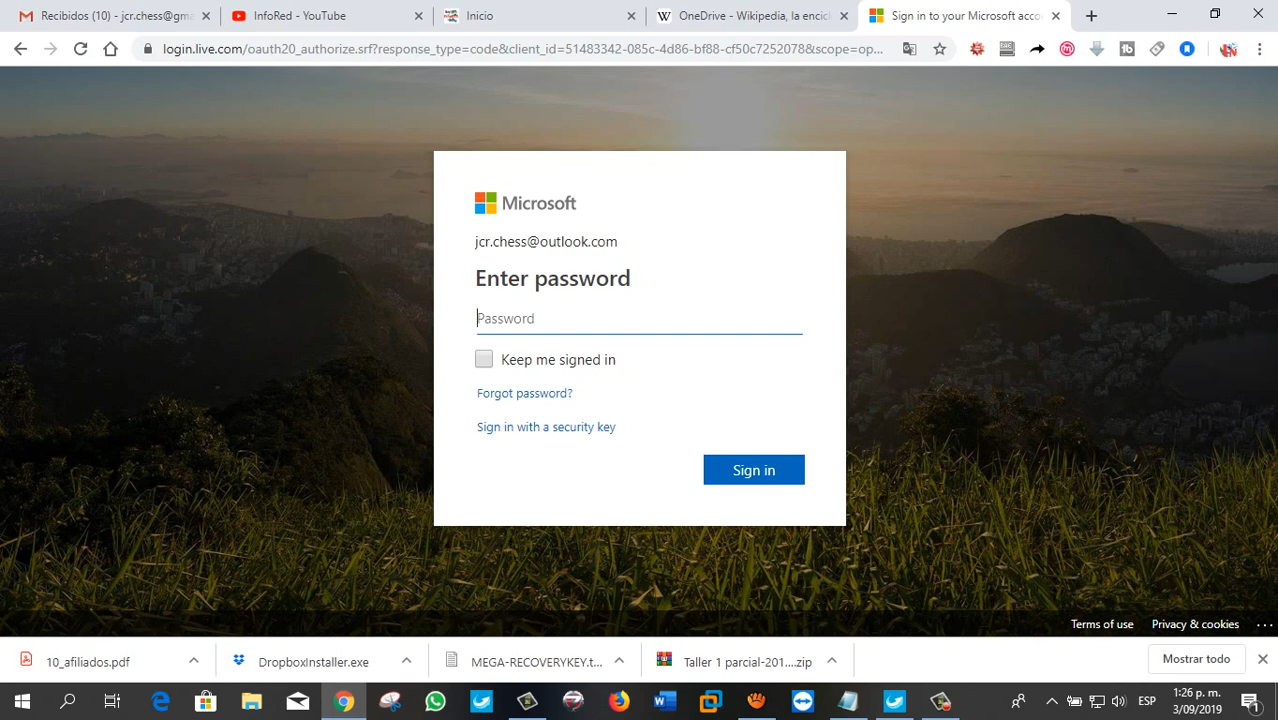 Recibidos (10) - jcr.chess@gma
InfoRed - YouTube
Inicio
OneDrive - Wikipedia, la encicl
Sign in to your Microsoft acco
login.live.com/oauth20_authorize.srf?response_type=code&client_id=51483342-085c-4d86-bf88-cf50c7252078&scope=op...
Microsoft
jcr.chess@outlook.com
Enter password
Password
Keep me signed in
Forgot password?
Sign in with a security key
Sign in
Terms of use Privacy & cookies ...
10_afiliados.pdf
DropboxInstaller.exe
MEGA-RECOVERYKEY.t...
Taller 1 parcial-201....zip
Mostrar todo
ESP
1:26 p. m.
3/09/2019
1